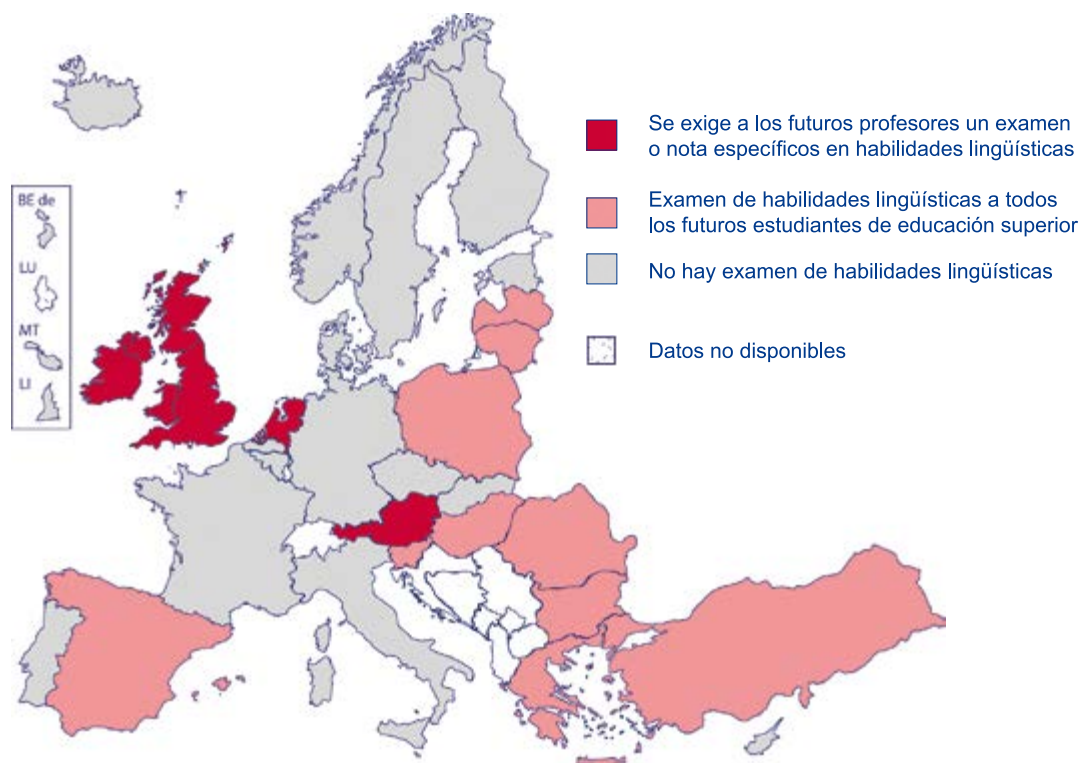 Se exige a los futuros profesores un examen
o nota específicos en habilidades lingüísticas
Examen de habilidades lingüísticas a todos
los futuros estudiantes de educación superior
No hay examen de habilidades lingüísticas
Datos no disponibles
BE de
LU
MT
LI